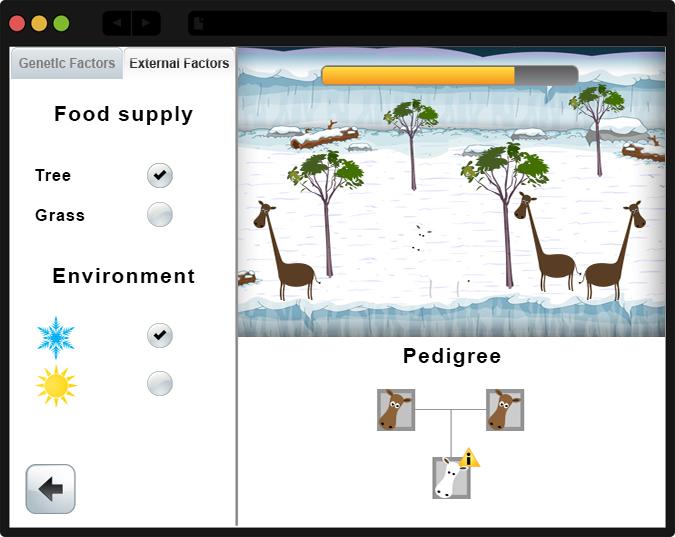 Genetic Factors
External Factors
Food supply
Tree
Grass
Environment
Pedigree